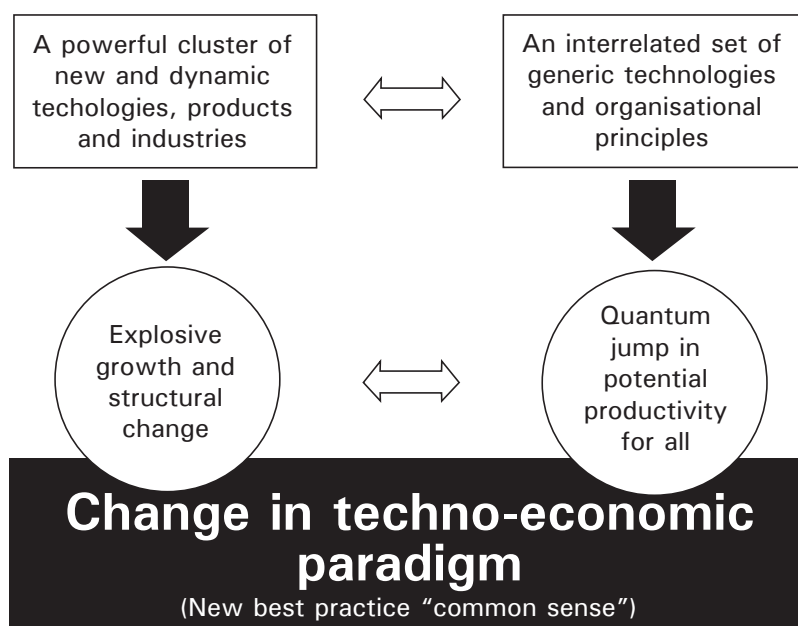 A powerful cluster of
new and dynamic
techologies, products
and industries
An interrelated set of
generic technologies
and organisational
principles
Explosive
growth and
structural
change
Quantum
jump in
potential
productivity
for all
Change in techno-economic
paradigm
(New best practice “common sense”)